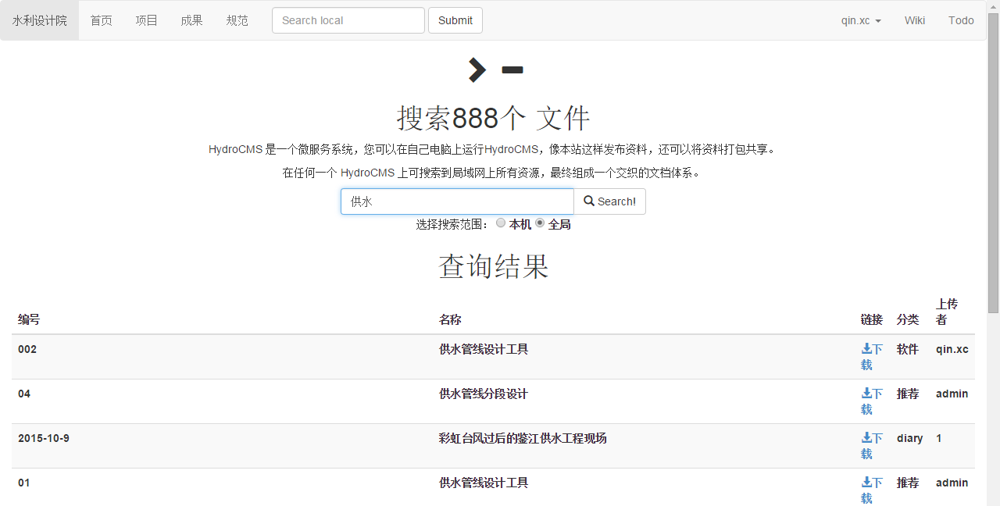 水利设计院 首页 项目 成果 规范 Search local Submit qin.xc Wiki Todo
搜索888个 文件
HydroCMS 是一个微服务系统，您可以在自己电脑上运行HydroCMS，像本站这样发布资料，还可以将资料打包共享。
在任何一个 HydroCMS 上可搜索到局域网上所有资源，最终组成一个交织的文档体系。
供水 Search!
选择搜索范围： 本机 全局
查询结果
编号 名称 链接 分类 上传
者
002 供水管线设计工具 下 软件 qin.xc
载
04 供水管线分段设计 下 推荐 admin
载
2015-10-9 彩虹台风过后的鉴江供水工程现场 下 diary 1
载
01 供水管线设计工具 下 推荐 admin
载